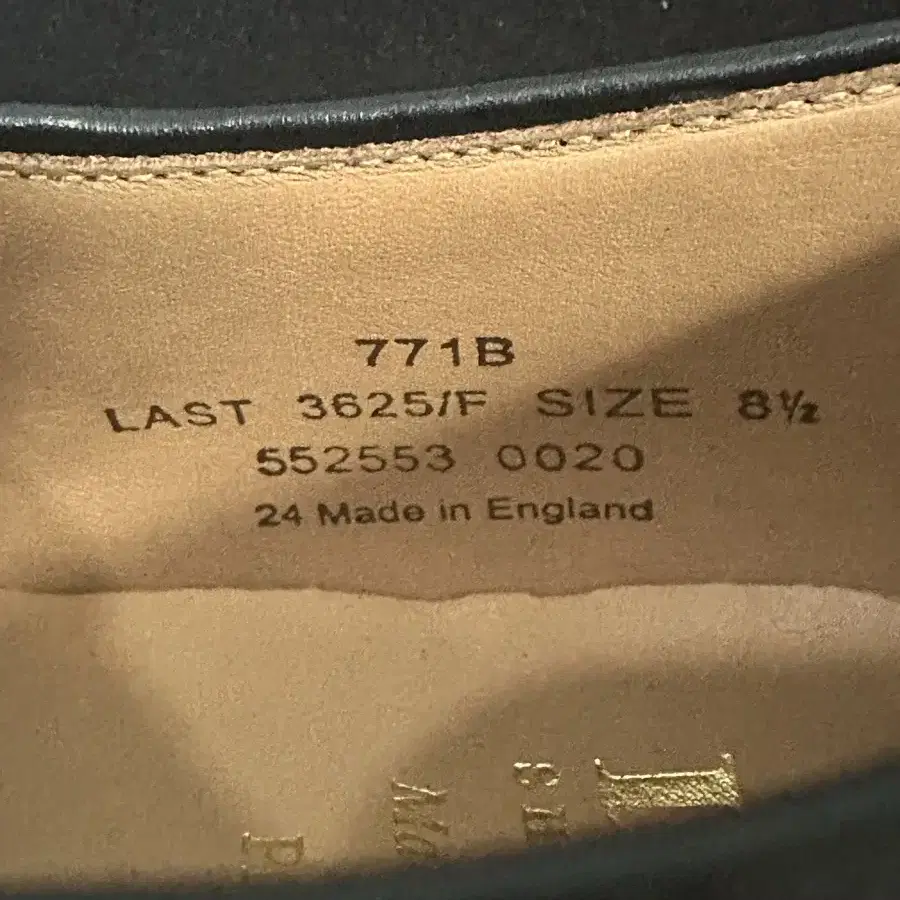 771B
LAST 3625/F SIZE 8½
552553 0020
24 Made in England